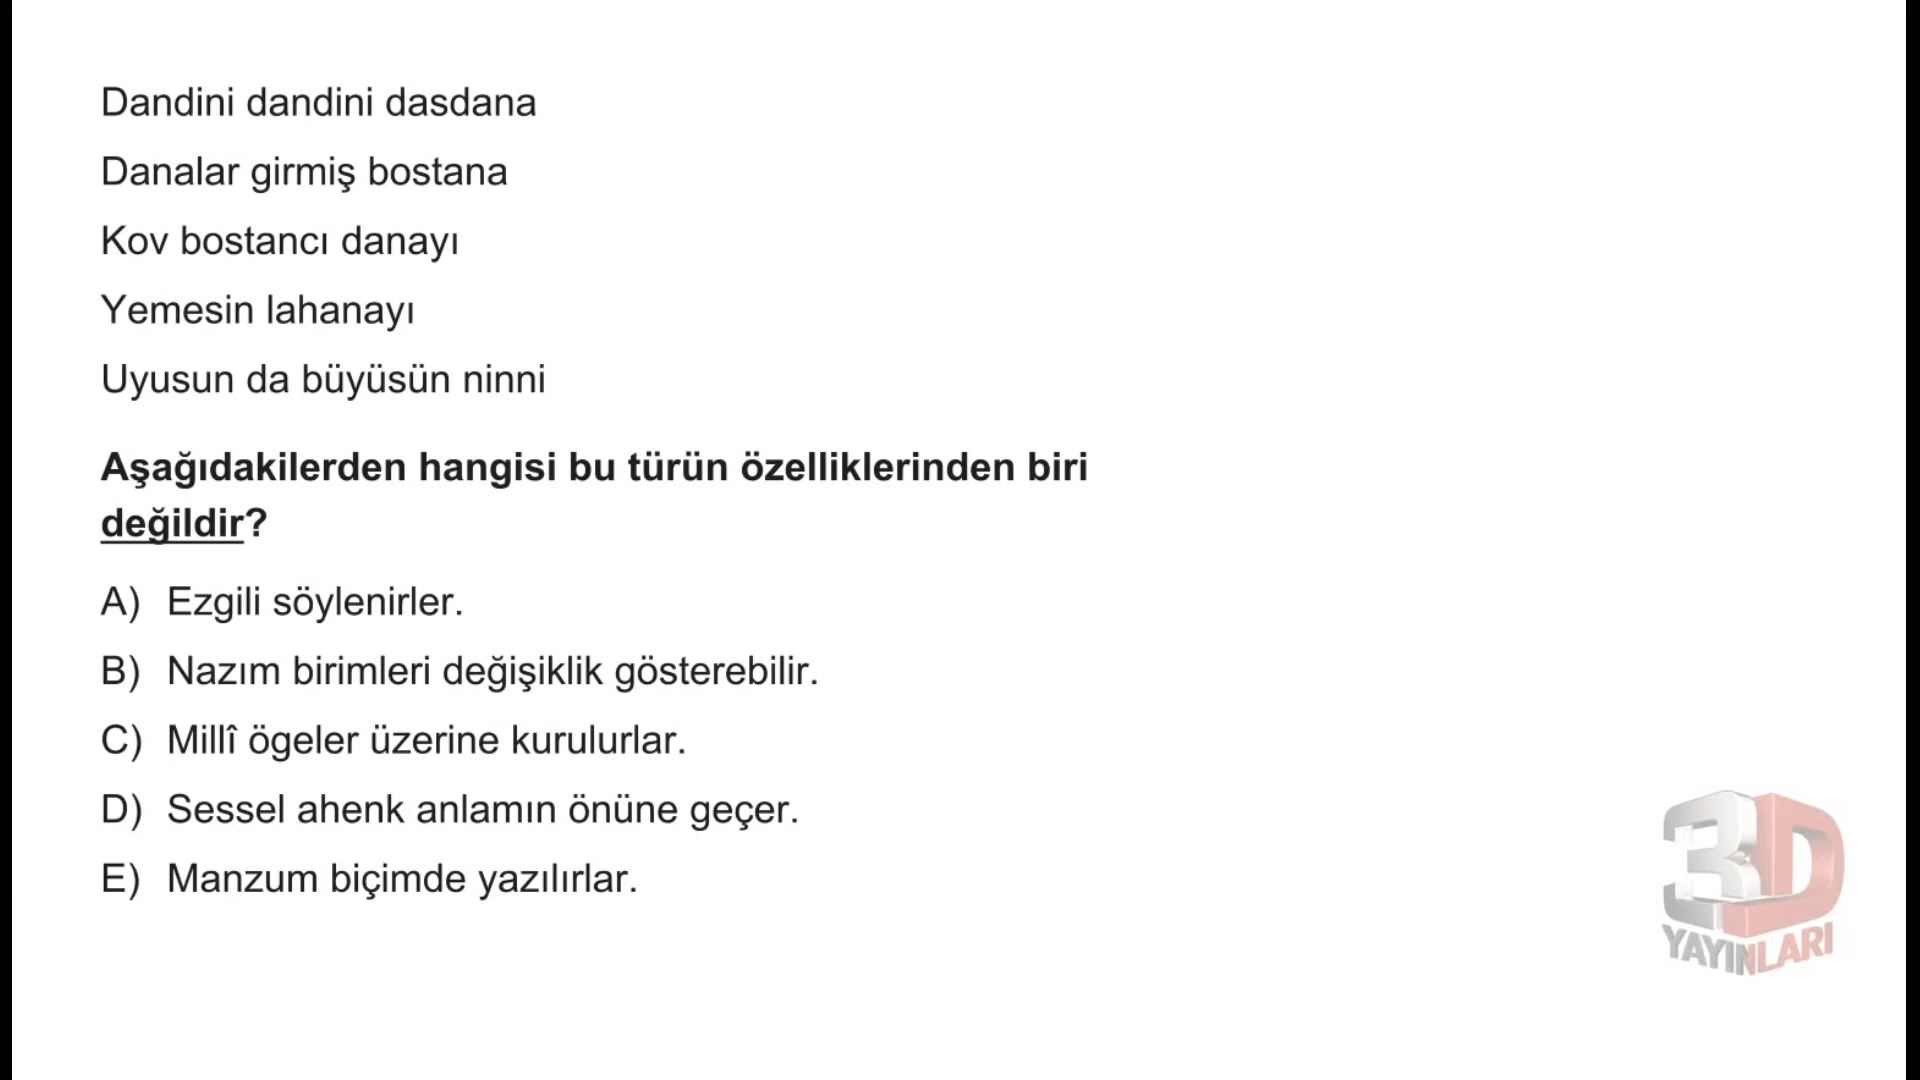 Dandini dandini dasdana
Danalar girmiş bostana
Kov bostancı danayı
Yemesin lahanayı
Uyusun da büyüsün ninni
Aşağıdakilerden hangisi bu türün özelliklerinden biri
değildir?
A) Ezgili söylenirler.
B) Nazım birimleri değişiklik gösterebilir.
C) Millî ögeler üzerine kurulurlar.
D) Sessel ahenk anlamın önüne geçer.
E) Manzum biçimde yazılırlar.
3D
YAYINLARI